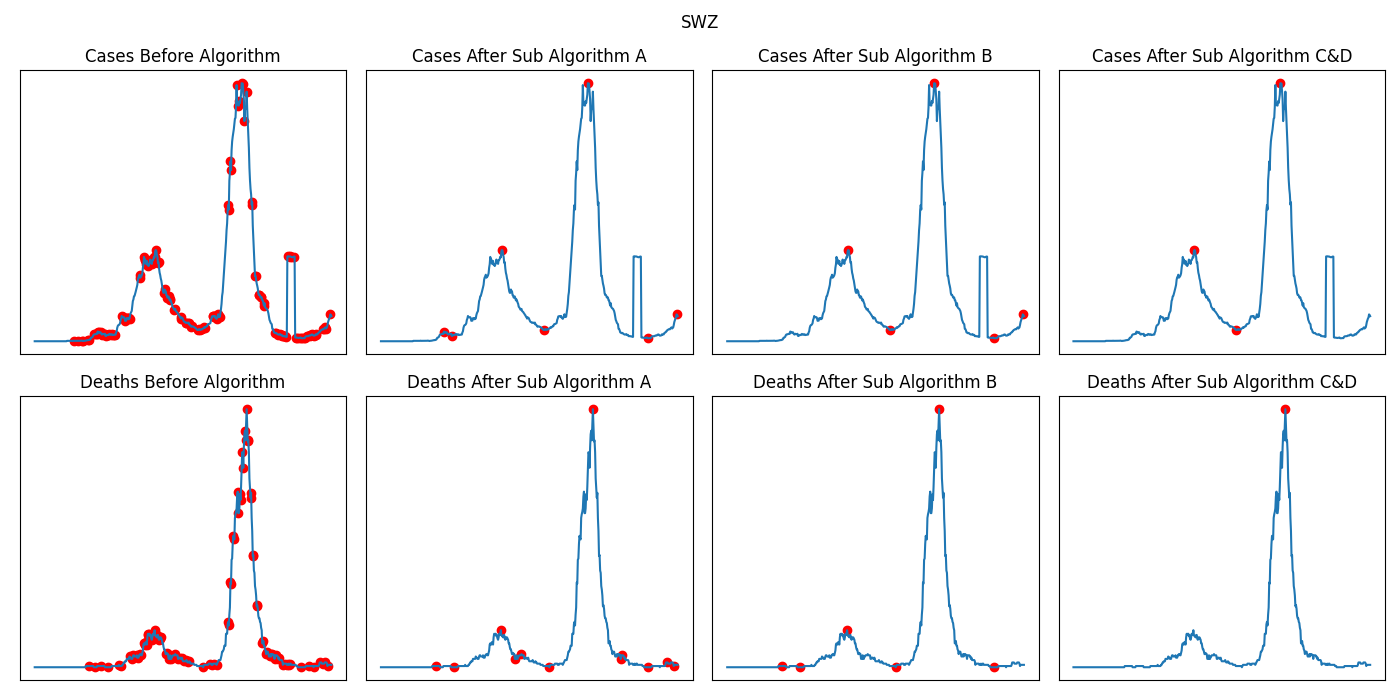 SWZ
Cases Before Algorithm
Cases After Sub Algorithm A
Cases After Sub Algorithm B
Cases After Sub Algorithm C&D
Deaths Before Algorithm
Deaths After Sub Algorithm A
Deaths After Sub Algorithm B
Deaths After Sub Algorithm C&D